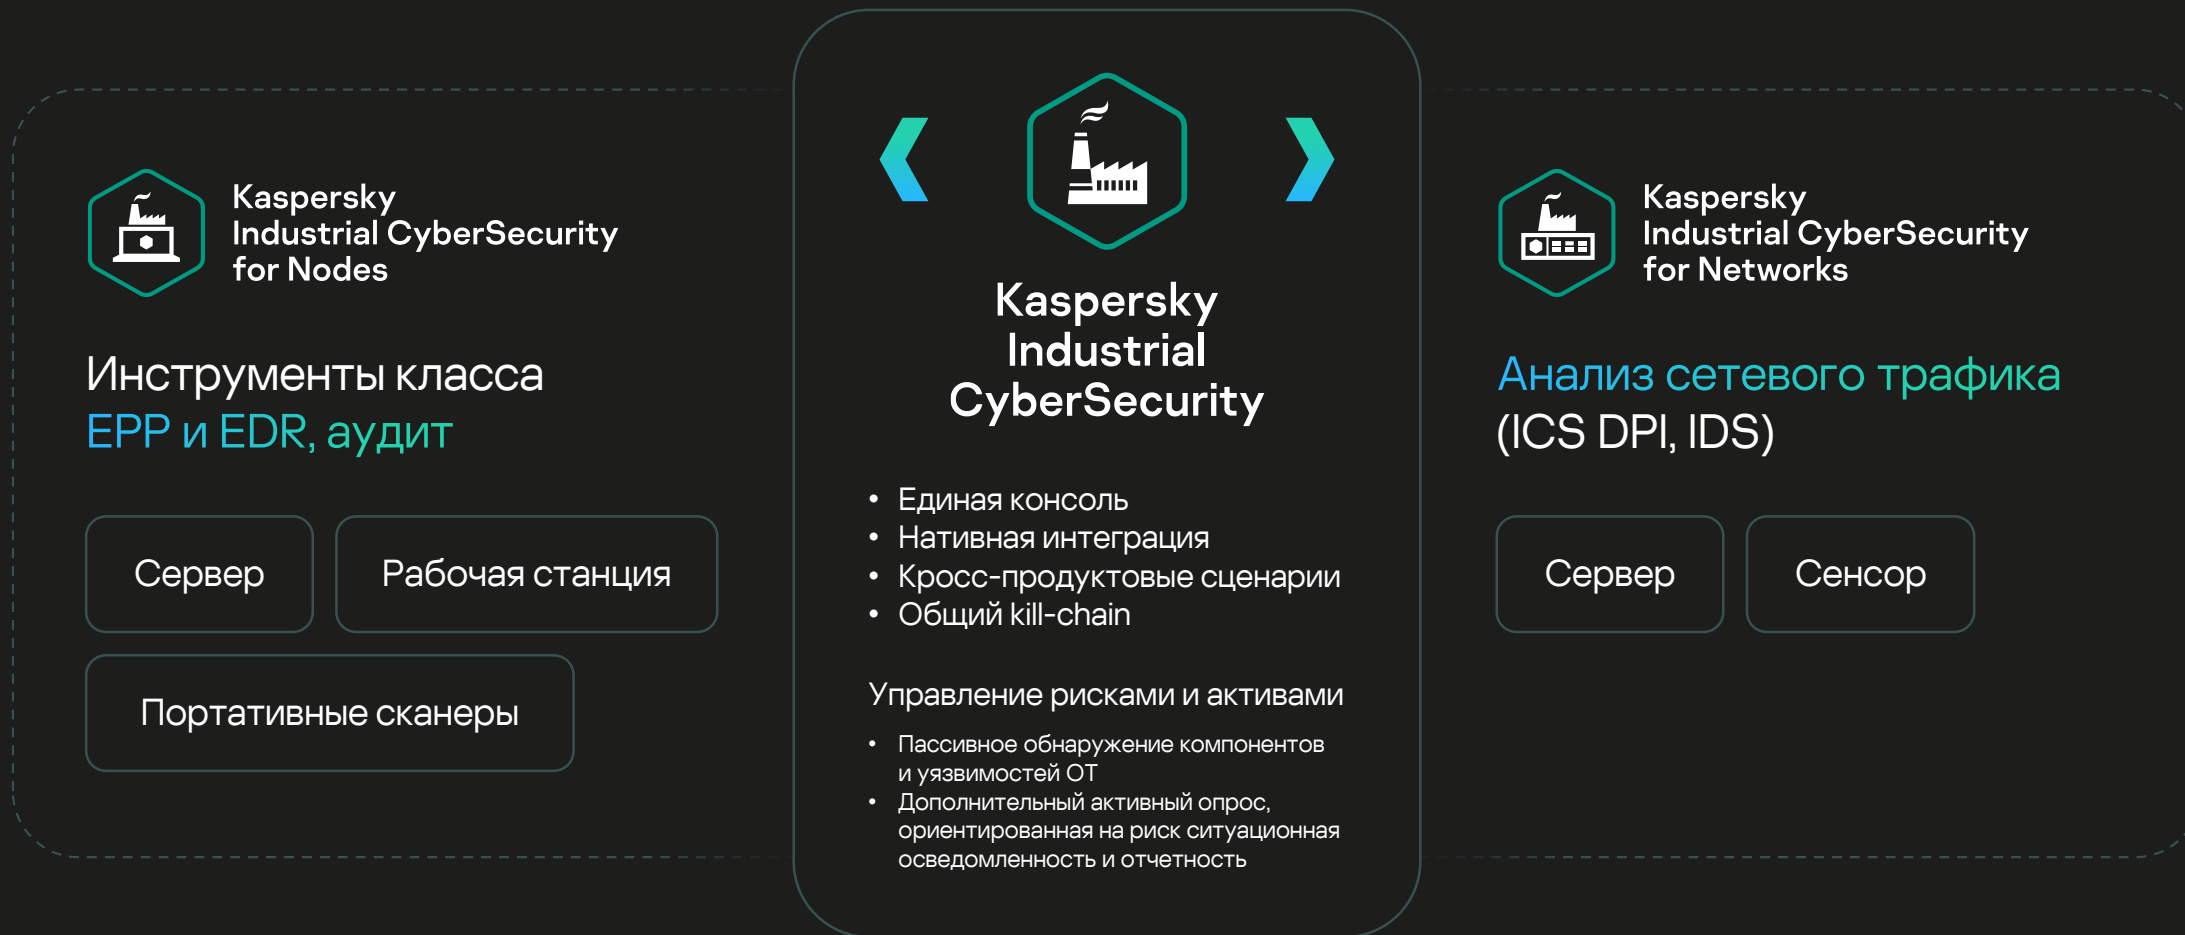 Kaspersky
Industrial CyberSecurity
for Nodes
Инструменты класса
EPP и EDR, аудит
Сервер
Рабочая станция
Портативные сканеры
Kaspersky
Industrial
CyberSecurity
• Единая консоль
• Нативная интеграция
• Кросс-продуктовые сценарии
• Общий kill-chain
Управление рисками и активами
• Пассивное обнаружение компонентов
и уязвимостей ОТ
• Дополнительный активный опрос,
ориентированная на риск ситуационная
осведомленность и отчетность
Kaspersky
Industrial CyberSecurity
for Networks
Анализ сетевого трафика
(ICS DPI, IDS)
Сервер
Сенсор